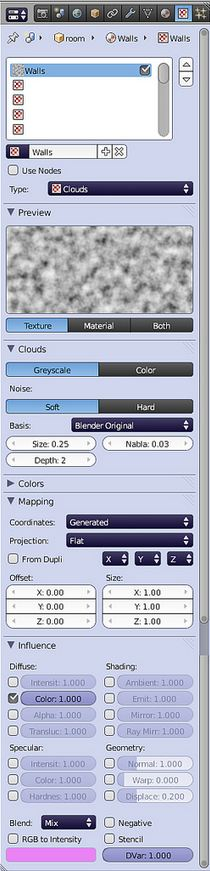 room Walls Walls
Walls
Walls
Use Nodes
Type: Clouds
Preview
Texture Material Both
Clouds
Greyscale Color
Noise:
Soft Hard
Basis: Blender Original
Size: 0.25 Nabla: 0.03
Depth: 2
Colors
Mapping
Coordinates: Generated
Projection: Flat
From Dupli X Y Z
Offset: Size:
X: 0.00 X: 1.00
Y: 0.00 Y: 1.00
Z: 0.00 Z: 1.00
Influence
Diffuse: Shading:
Intensit: 1.000 Ambient: 1.000
Color: 1.000 Emit: 1.000
Alpha: 1.000 Mirror: 1.000
Transluc: 1.000 Ray Mirr: 1.000
Specular: Geometry:
Intensit: 1.000 Normal: 1.000
Color: 1.000 Warp: 0.000
Hardnes: 1.000 Displace: 0.200
Blend: Mix Negative
RGB to Intensity Stencil
DVar: 1.000